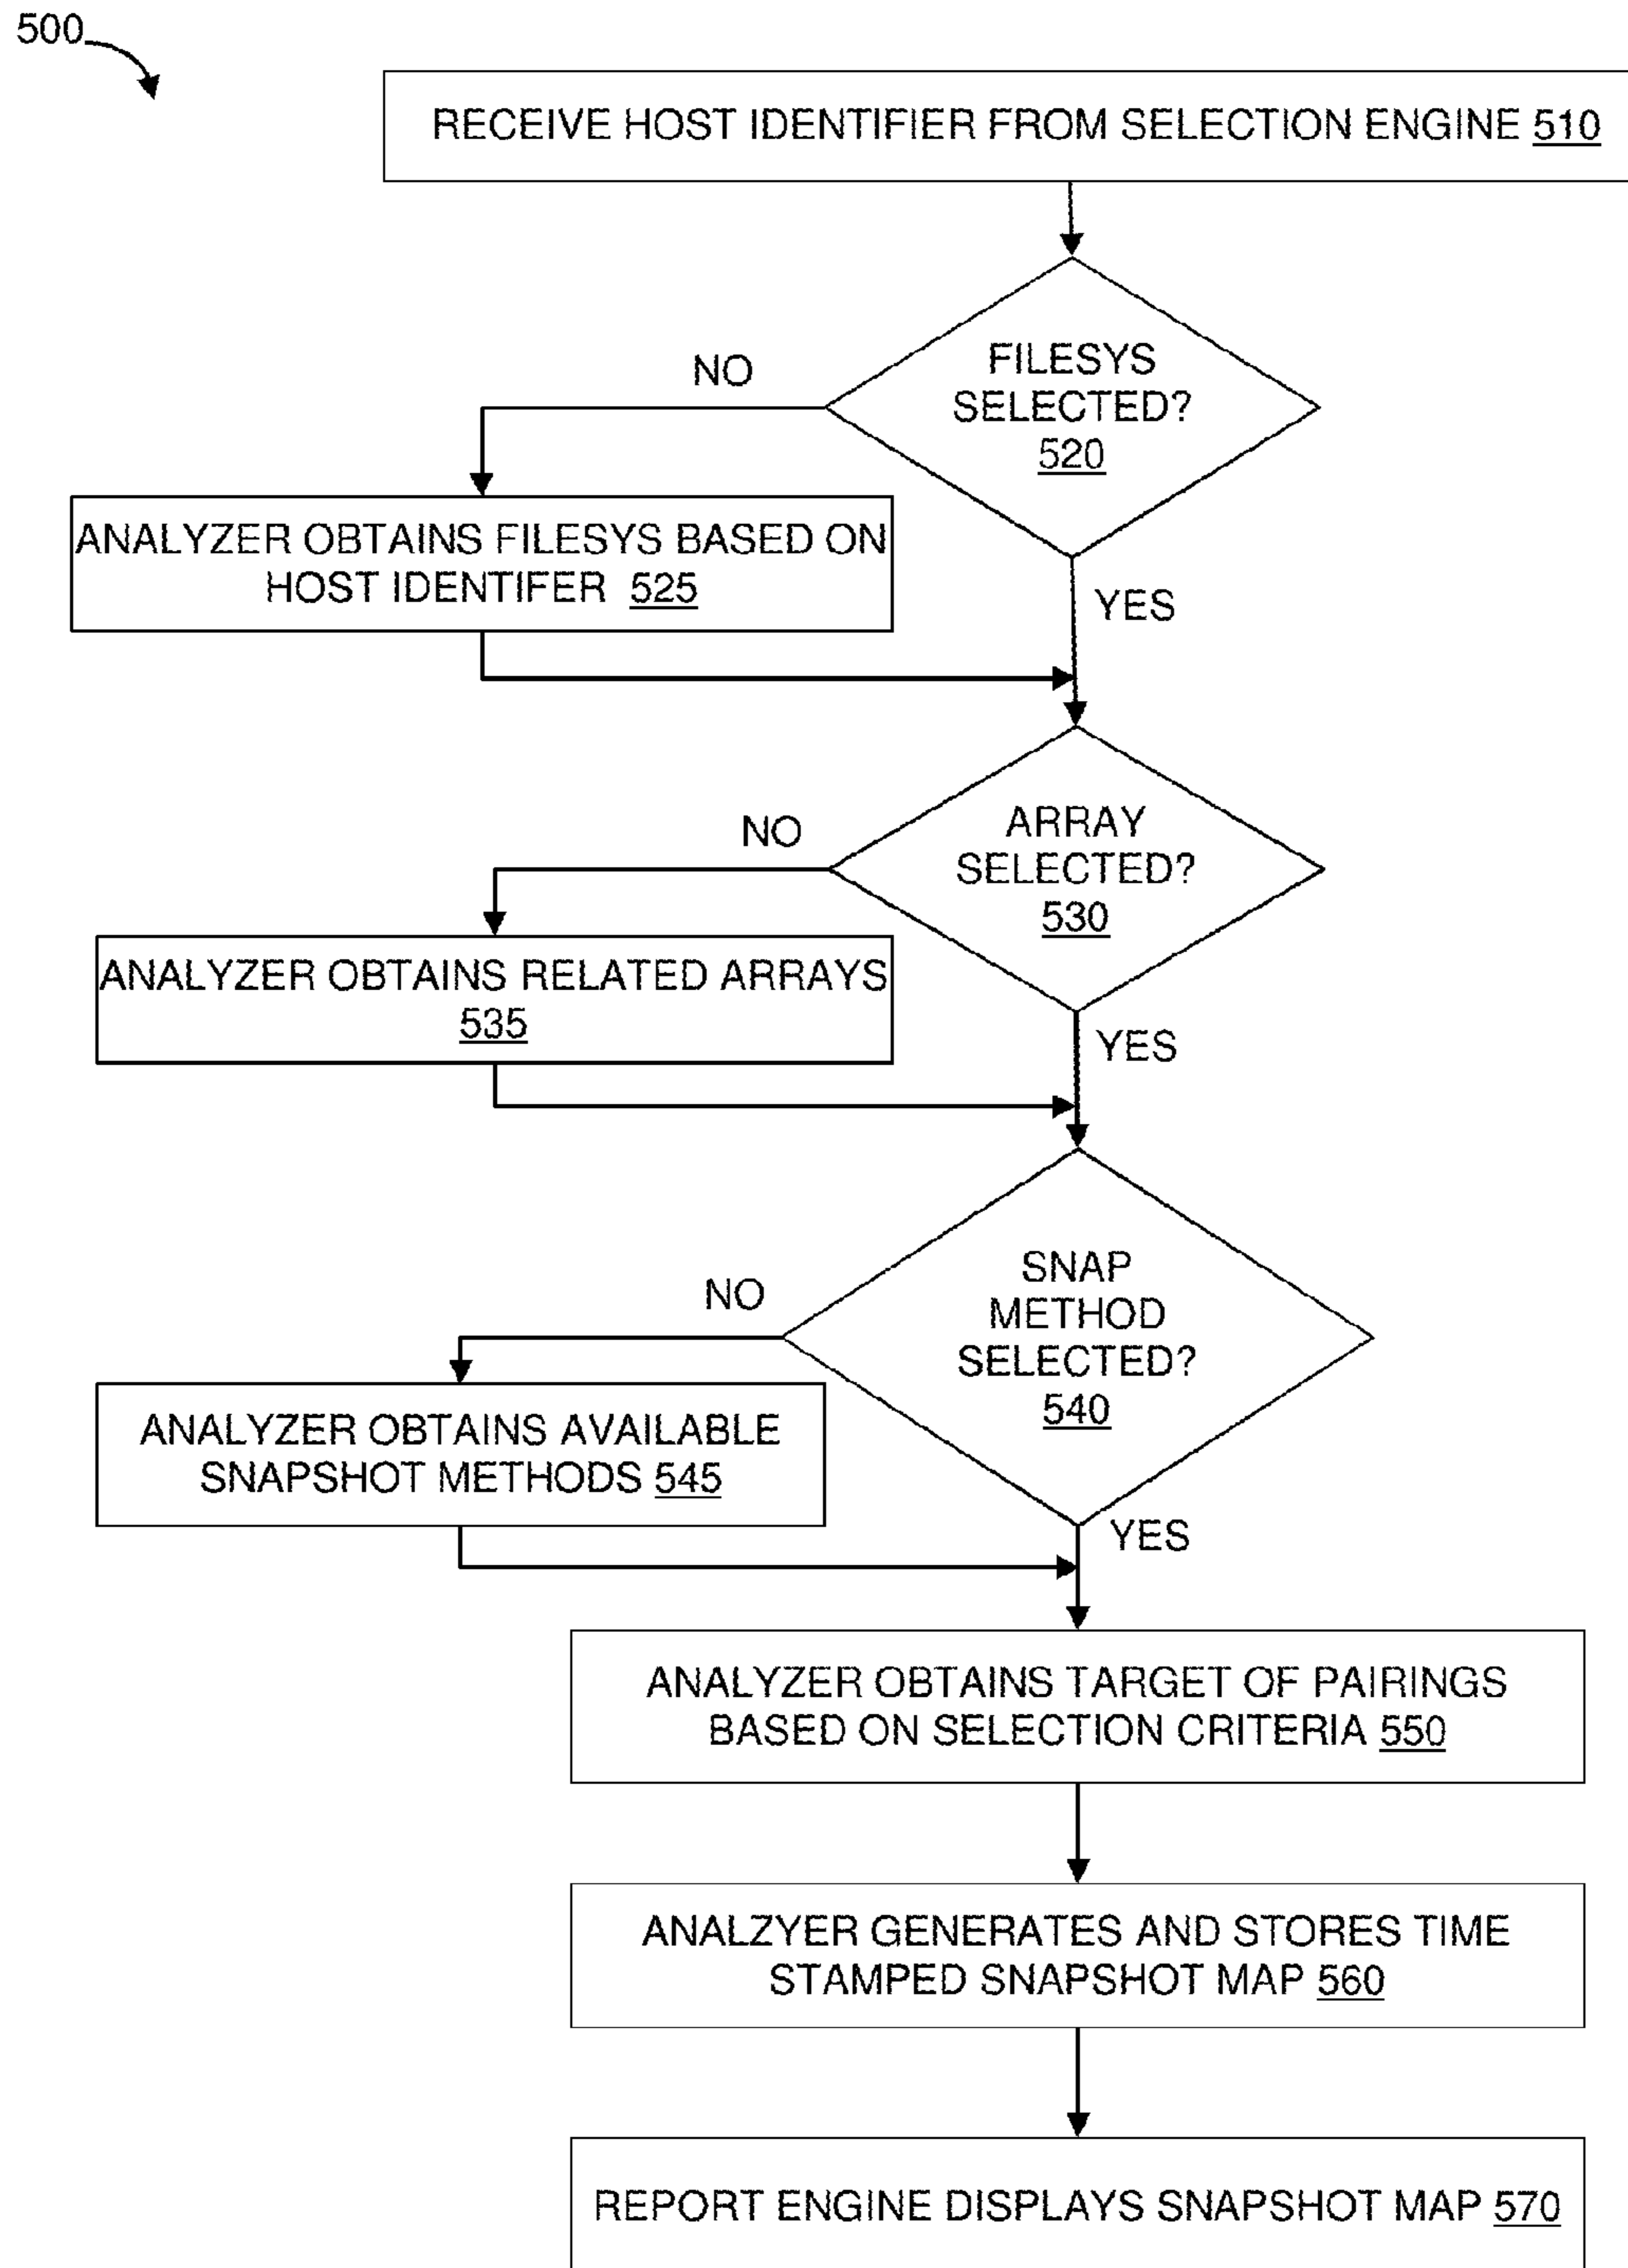 500
RECEIVE HOST IDENTIFIER FROM SELECTION ENGINE 510
FILESYS
SELECTED?
520
NO
ANALYZER OBTAINS FILESYS BASED ON
HOST IDENTIFER 525
YES
ARRAY
SELECTED?
530
NO
ANALYZER OBTAINS RELATED ARRAYS
535
YES
SNAP
METHOD
SELECTED?
540
NO
ANALYZER OBTAINS AVAILABLE
SNAPSHOT METHODS 545
YES
ANALYZER OBTAINS TARGET OF PAIRINGS
BASED ON SELECTION CRITERIA 550
ANALZYER GENERATES AND STORES TIME
STAMPED SNAPSHOT MAP 560
REPORT ENGINE DISPLAYS SNAPSHOT MAP 570